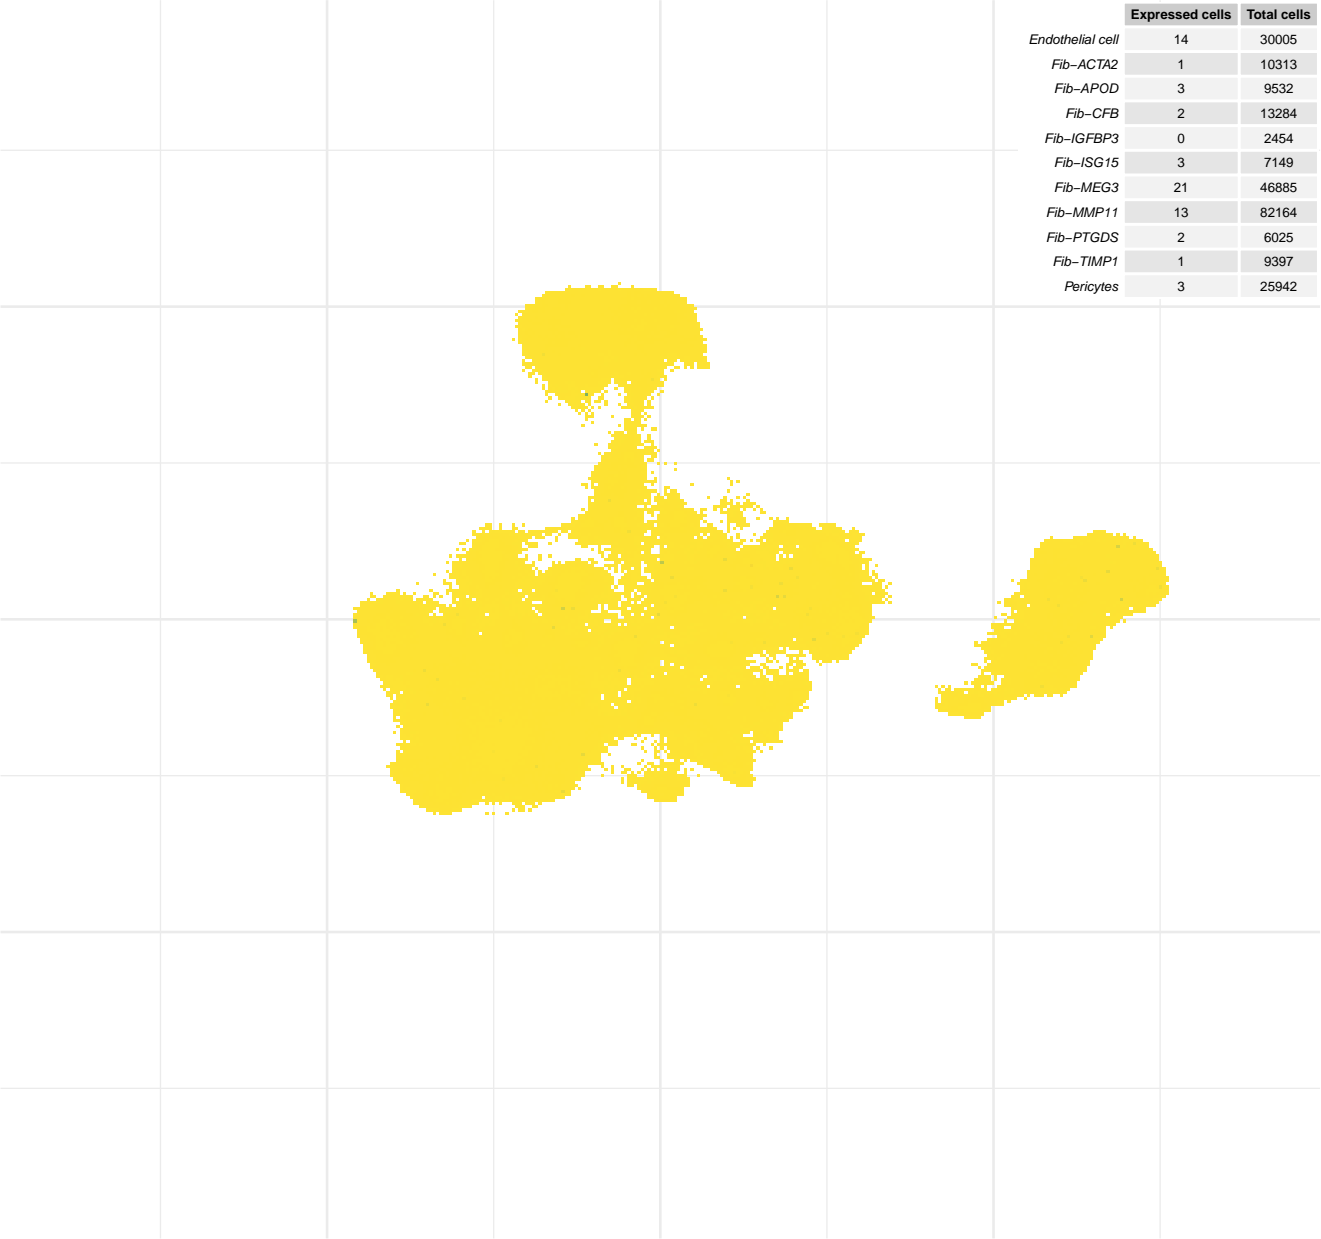 Expressed cells Total cells
Endothelial cell 14 30005
Fib−ACTA2 1 10313
Fib−APOD 3 9532
Fib−CFB 2 13284
Fib−IGFBP3 0 2454
Fib−ISG15 3 7149
Fib−MEG3 21 46885
Fib−MMP11 13 82164
Fib−PTGDS 2 6025
Fib−TIMP1 1 9397
Pericytes 3 25942